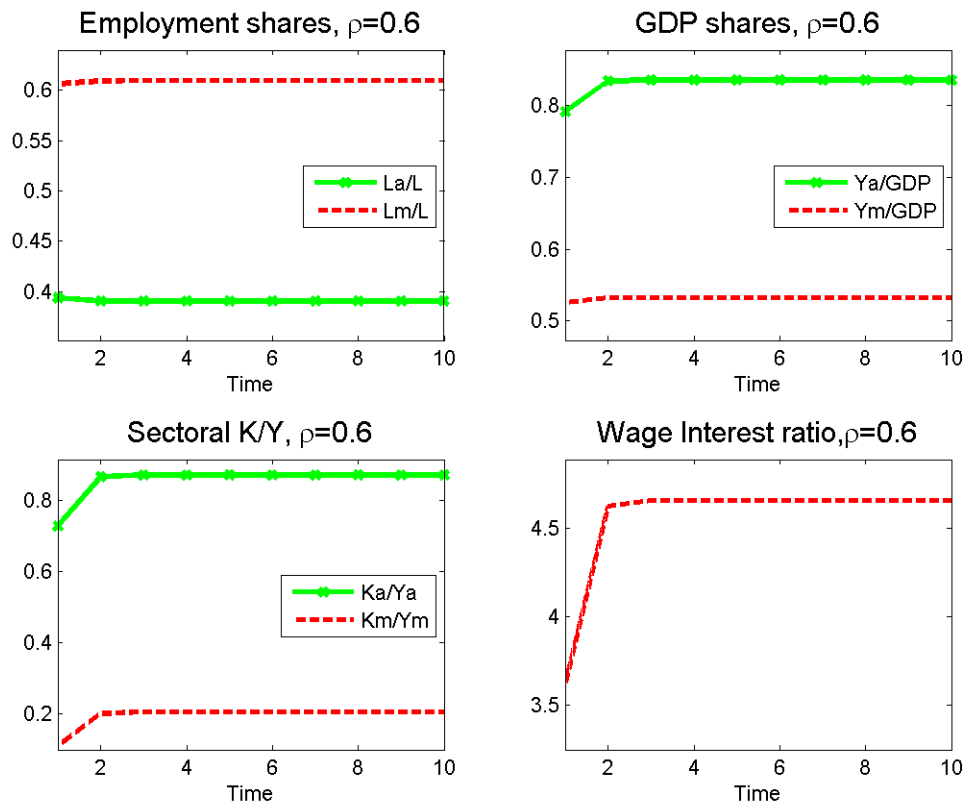 Employment shares, ρ=0.6
0.6
0.55
0.5
0.45
0.4
La/L
Lm/L
2 4 6 8 10
Time
GDP shares, ρ=0.6
0.8
0.7
0.6
0.5
Ya/GDP
Ym/GDP
2 4 6 8 10
Time
Sectoral K/Y, ρ=0.6
0.8
0.6
0.4
0.2
Ka/Ya
Km/Ym
2 4 6 8 10
Time
Wage Interest ratio,ρ=0.6
4.5
4
3.5
2 4 6 8 10
Time